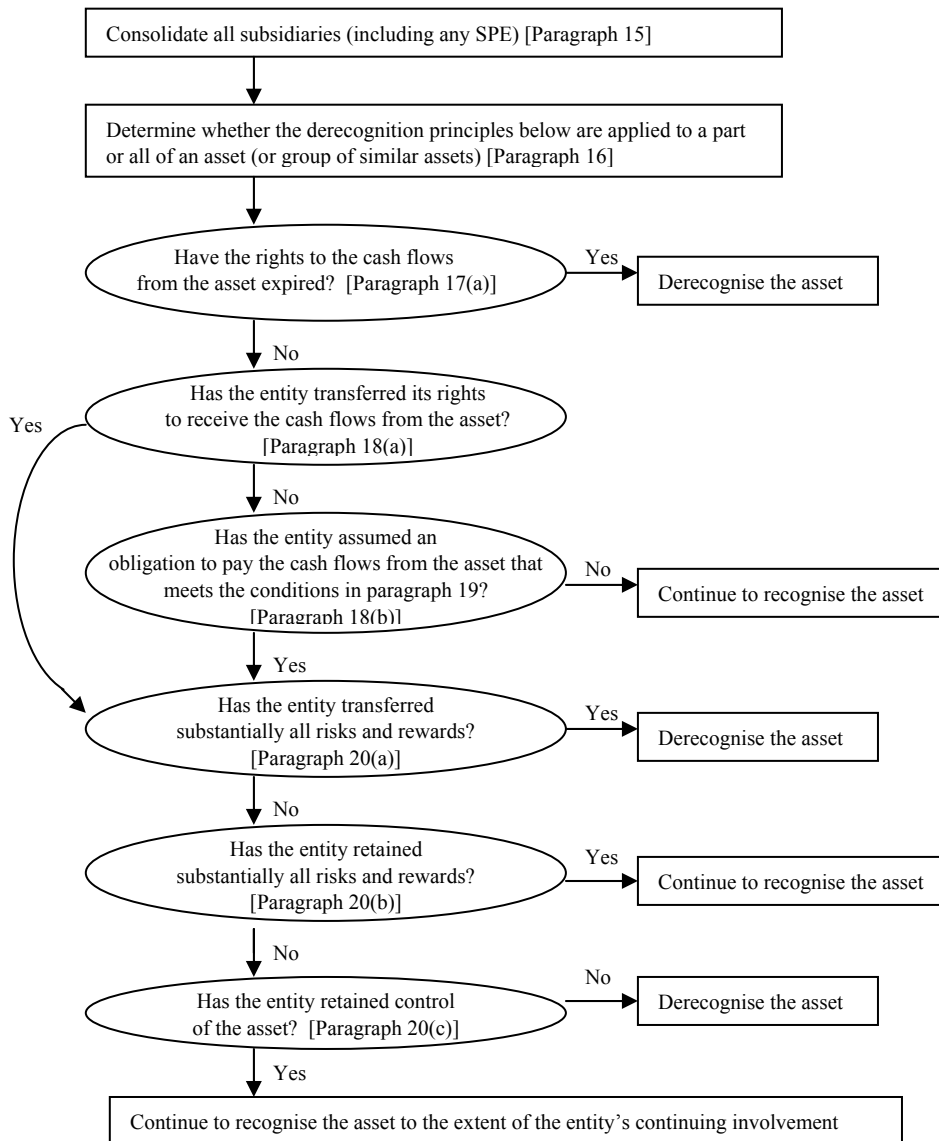 Consolidate all subsidiaries (including any SPE) [Paragraph 15]
Determine whether the derecognition principles below are applied to a part
or all of an asset (or group of similar assets) [Paragraph 16]
Have the rights to the cash flows
from the asset expired? [Paragraph 17(a)]
Yes
Derecognise the asset
No
Has the entity transferred its rights
to receive the cash flows from the asset?
[Paragraph 18(a)]
Yes
No
Has the entity assumed an
obligation to pay the cash flows from the asset that
meets the conditions in paragraph 19?
[Paragraph 18(b)]
No
Continue to recognise the asset
Yes
Has the entity transferred
substantially all risks and rewards?
[Paragraph 20(a)]
Yes
Derecognise the asset
No
Has the entity retained
substantially all risks and rewards?
[Paragraph 20(b)]
Yes
Continue to recognise the asset
No
Has the entity retained control
of the asset? [Paragraph 20(c)]
No
Derecognise the asset
Yes
Continue to recognise the asset to the extent of the entity’s continuing involvement